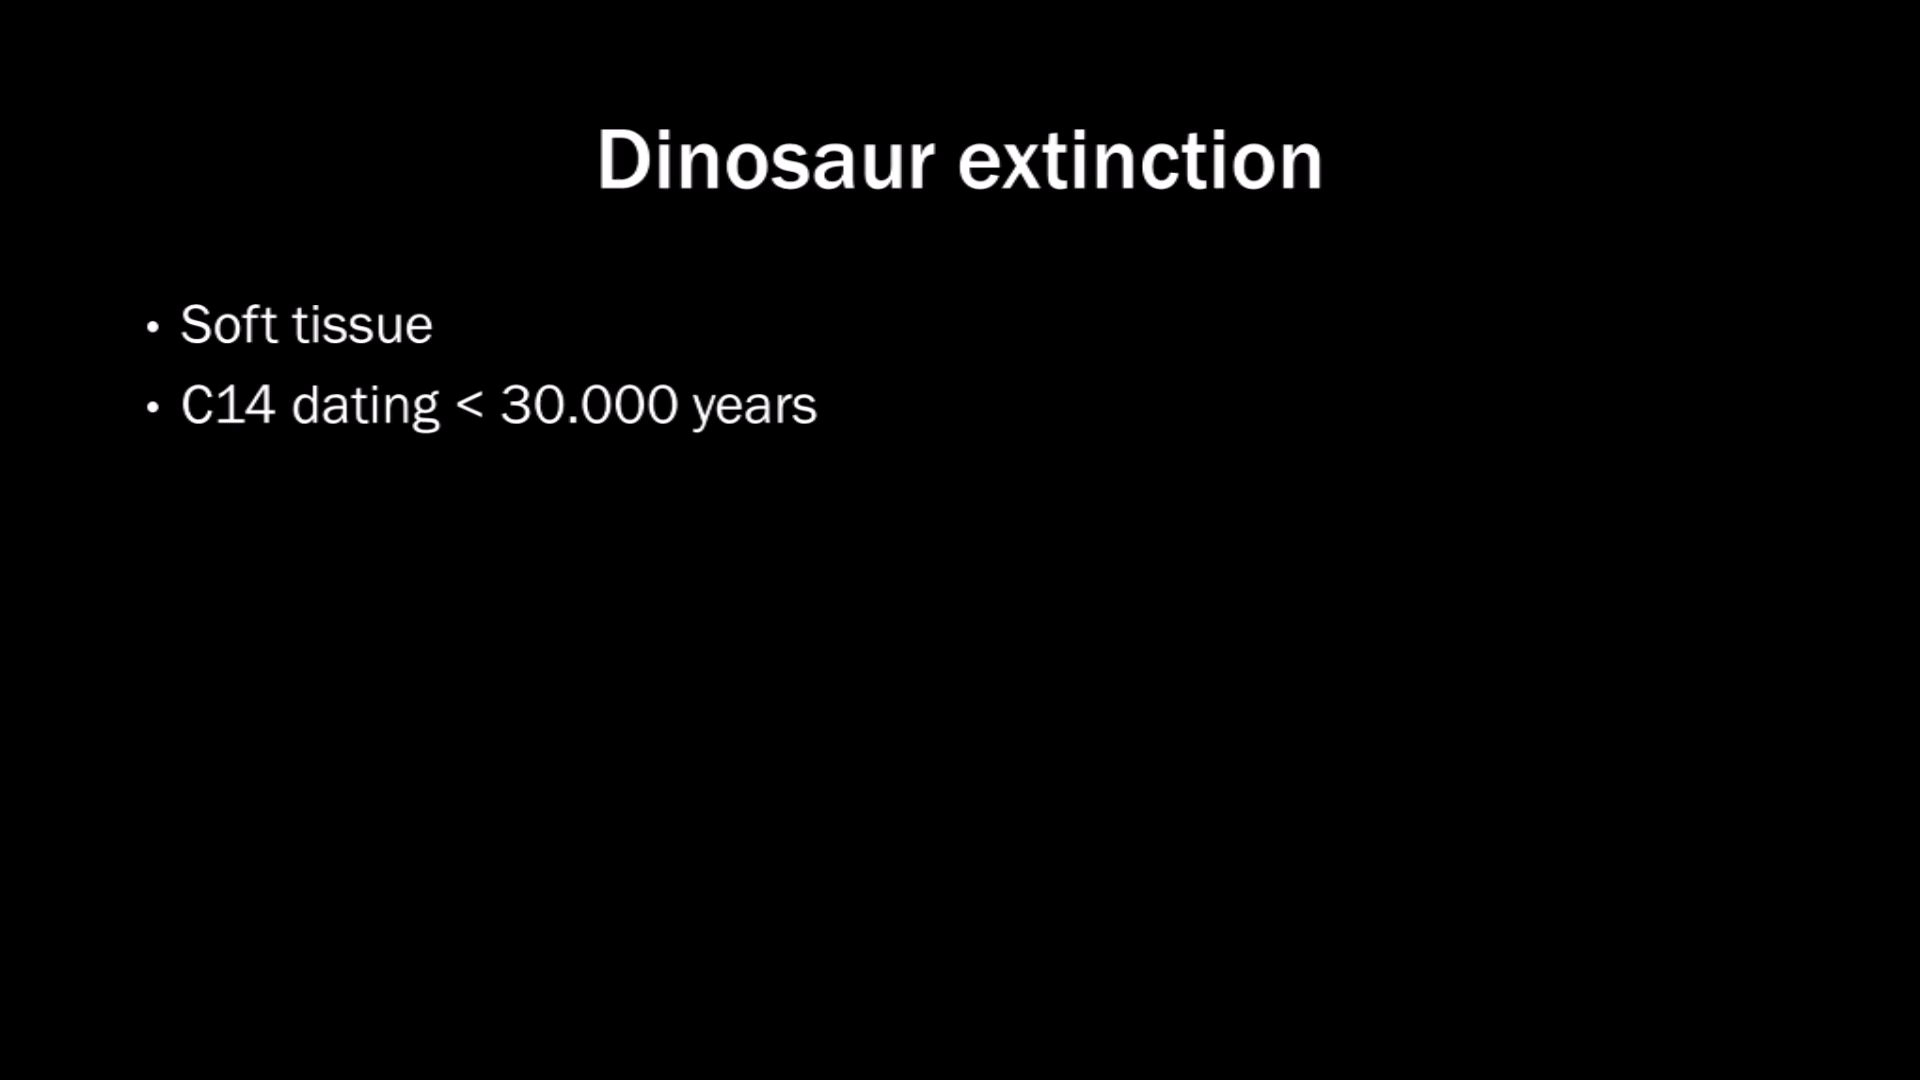 Dinosaur extinction
• Soft tissue
• C14 dating < 30.000 years